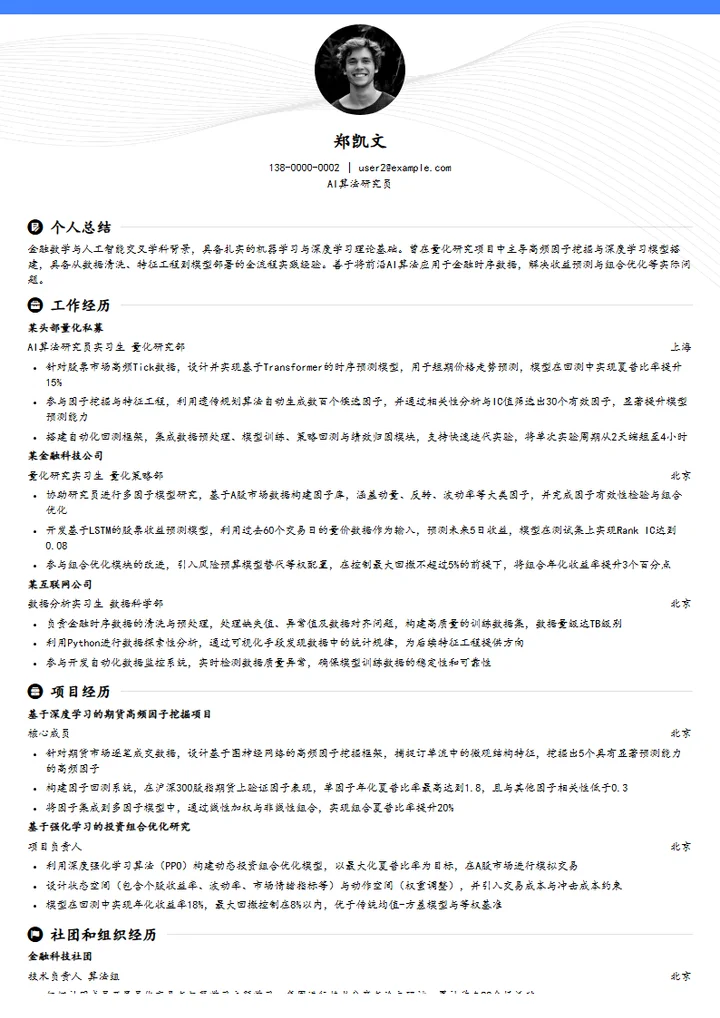 郑凯文
138-0000-0002 | user2@example.com
AI算法研究员
个人总结
金融数学与人工智能交叉学科背景，具备扎实的机器学习与深度学习理论基础。曾在量化研究项目中主导高频因子挖掘与深度学习模型搭
建，具备从数据清洗、特征工程到模型部署的全流程实践经验。善于将前沿AI算法应用于金融时序数据，解决收益预测与组合优化等实际问
题。
工作经历
某头部量化私募
AI算法研究员实习生 量化研究部 上海
• 针对股票市场高频Tick数据，设计并实现基于Transformer的时序预测模型，用于短期价格走势预测，模型在回测中实现夏普比率提升
15%
• 参与因子挖掘与特征工程，利用遗传规划算法自动生成数百个候选因子，并通过相关性分析与IC值筛选出30个有效因子，显著提升模型
预测能力
• 搭建自动化回测框架，集成数据预处理、模型训练、策略回测与绩效归因模块，支持快速迭代实验，将单次实验周期从2天缩短至4小时
某金融科技公司
量化研究实习生 量化策略部 北京
• 协助研究员进行多因子模型研究，基于A股市场数据构建因子库，涵盖动量、反转、波动率等大类因子，并完成因子有效性检验与组合
优化
• 开发基于LSTM的股票收益预测模型，利用过去60个交易日的量价数据作为输入，预测未来5日收益，模型在测试集上实现Rank IC达到
0.08
• 参与组合优化模块的改进，引入风险预算模型替代等权配置，在控制最大回撤不超过5%的前提下，将组合年化收益率提升3个百分点
某互联网公司
数据分析实习生 数据科学部 北京
• 负责金融时序数据的清洗与预处理，处理缺失值、异常值及数据对齐问题，构建高质量的训练数据集，数据量级达TB级别
• 利用Python进行数据探索性分析，通过可视化手段发现数据中的统计规律，为后续特征工程提供方向
• 参与开发自动化数据监控系统，实时检测数据质量异常，确保模型训练数据的稳定性和可靠性
项目经历
基于深度学习的期货高频因子挖掘项目
核心成员 北京
• 针对期货市场逐笔成交数据，设计基于图神经网络的高频因子挖掘框架，捕捉订单流中的微观结构特征，挖掘出5个具有显著预测能力
的高频因子
• 构建因子回测系统，在沪深300股指期货上验证因子表现，单因子年化夏普比率最高达到1.8，且与其他因子相关性低于0.3
• 将因子集成到多因子模型中，通过线性加权与非线性组合，实现组合夏普比率提升20%
基于强化学习的投资组合优化研究
项目负责人 北京
• 利用深度强化学习算法（PPO）构建动态投资组合优化模型，以最大化夏普比率为目标，在A股市场进行模拟交易
• 设计状态空间（包含个股收益率、波动率、市场情绪指标等）与动作空间（权重调整），并引入交易成本与冲击成本约束
• 模型在回测中实现年化收益率18%，最大回撤控制在8%以内，优于传统均值-方差模型与等权基准
社团和组织经历
金融科技社团
技术负责人 算法组 北京